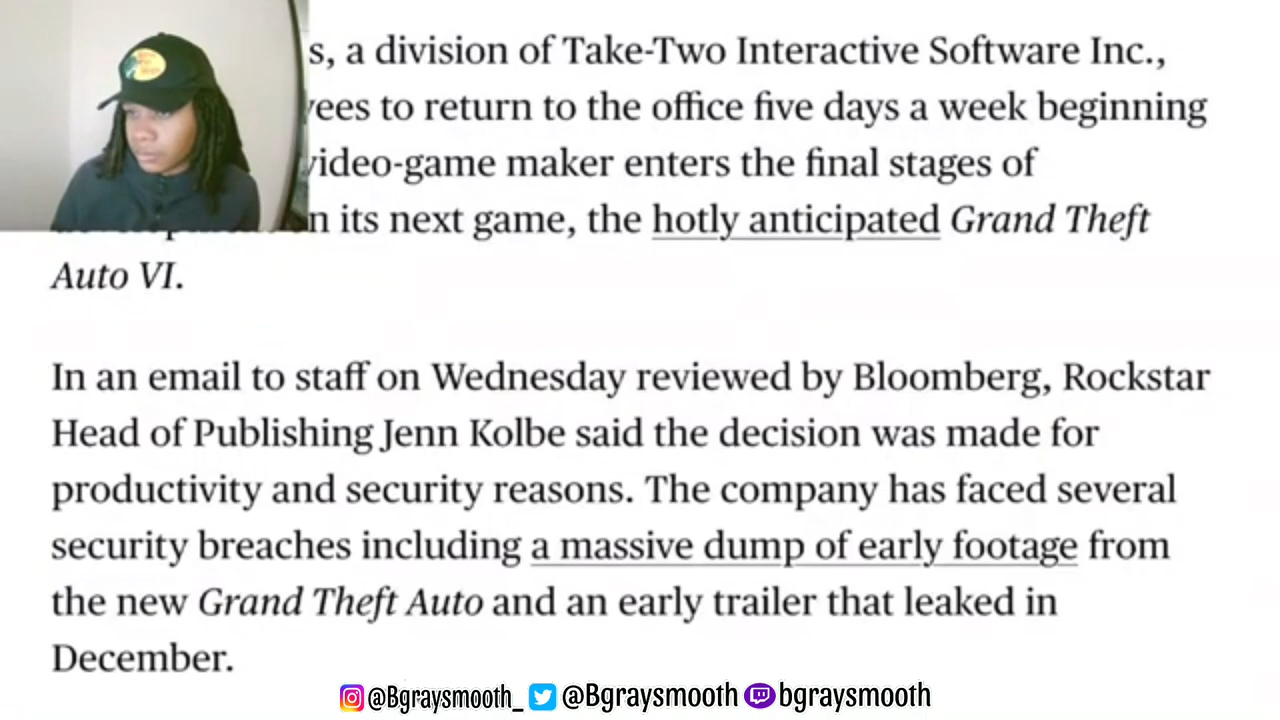 s, a division of Take-Two Interactive Software Inc.,
ees to return to the office five days a week beginning
video-game maker enters the final stages of
n its next game, the hotly anticipated Grand Theft
Auto VI.
In an email to staff on Wednesday reviewed by Bloomberg, Rockstar
Head of Publishing Jenn Kolbe said the decision was made for
productivity and security reasons. The company has faced several
security breaches including a massive dump of early footage from
the new Grand Theft Auto and an early trailer that leaked in
December.
@Bgraysmooth_ @Bgraysmooth bgraysmooth